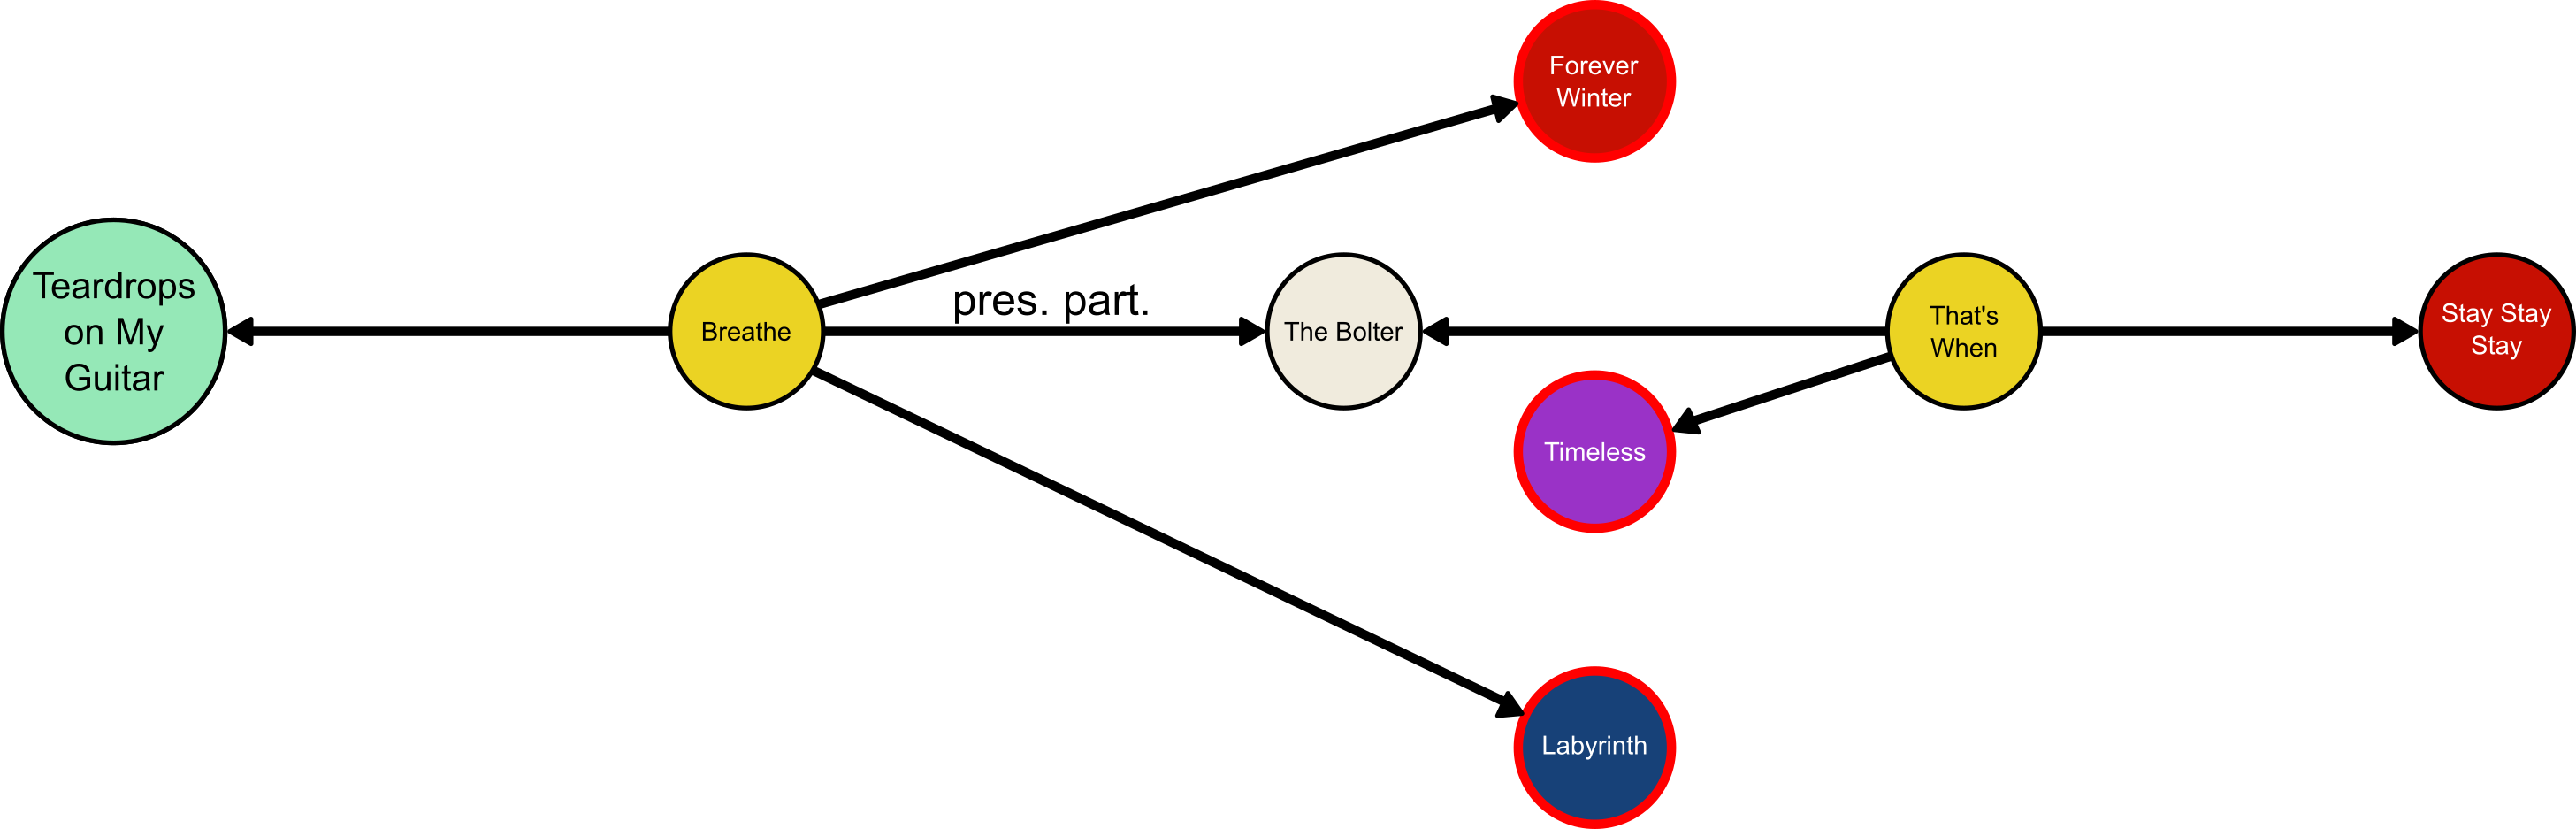 Forever
Winter
Teardrops
on My
Guitar
Breathe
pres. part.
The Bolter
That's
When
Stay Stay
Stay
Timeless
Labyrinth